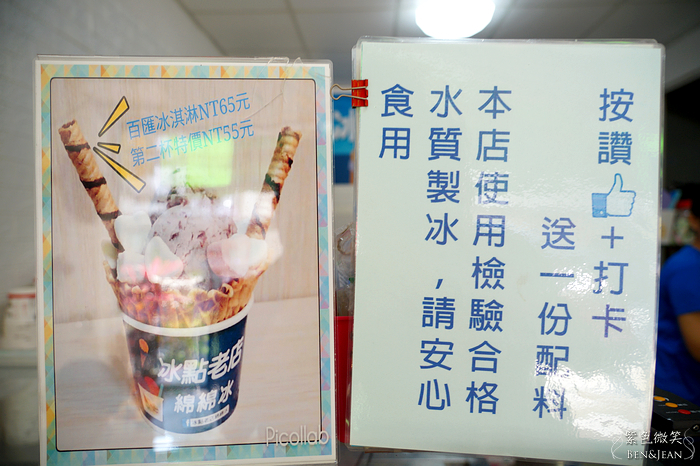 百匯冰淇淋NT65元
第二杯特價NT55元
冰點老店
綿綿冰
Picollab
按讚👍+打卡
送一份配料
本店使用檢驗合格
水質製冰,請安心
食用
紫色微笑
BEN&JEAN